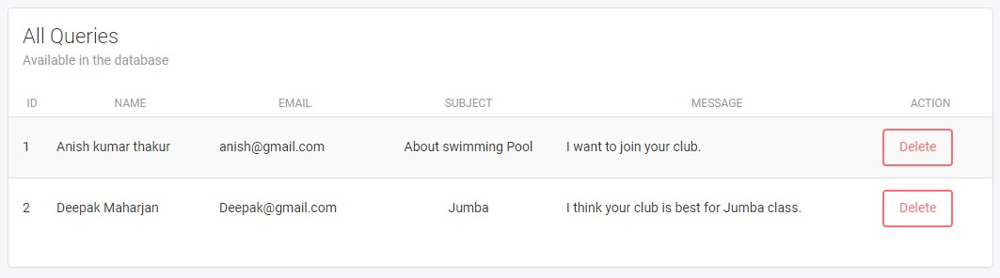 All Queries
Available in the database
ID NAME EMAIL SUBJECT MESSAGE ACTION
1 Anish kumar thakur anish@gmail.com About swimming Pool I want to join your club. Delete
2 Deepak Maharjan Deepak@gmail.com Jumba I think your club is best for Jumba class. Delete